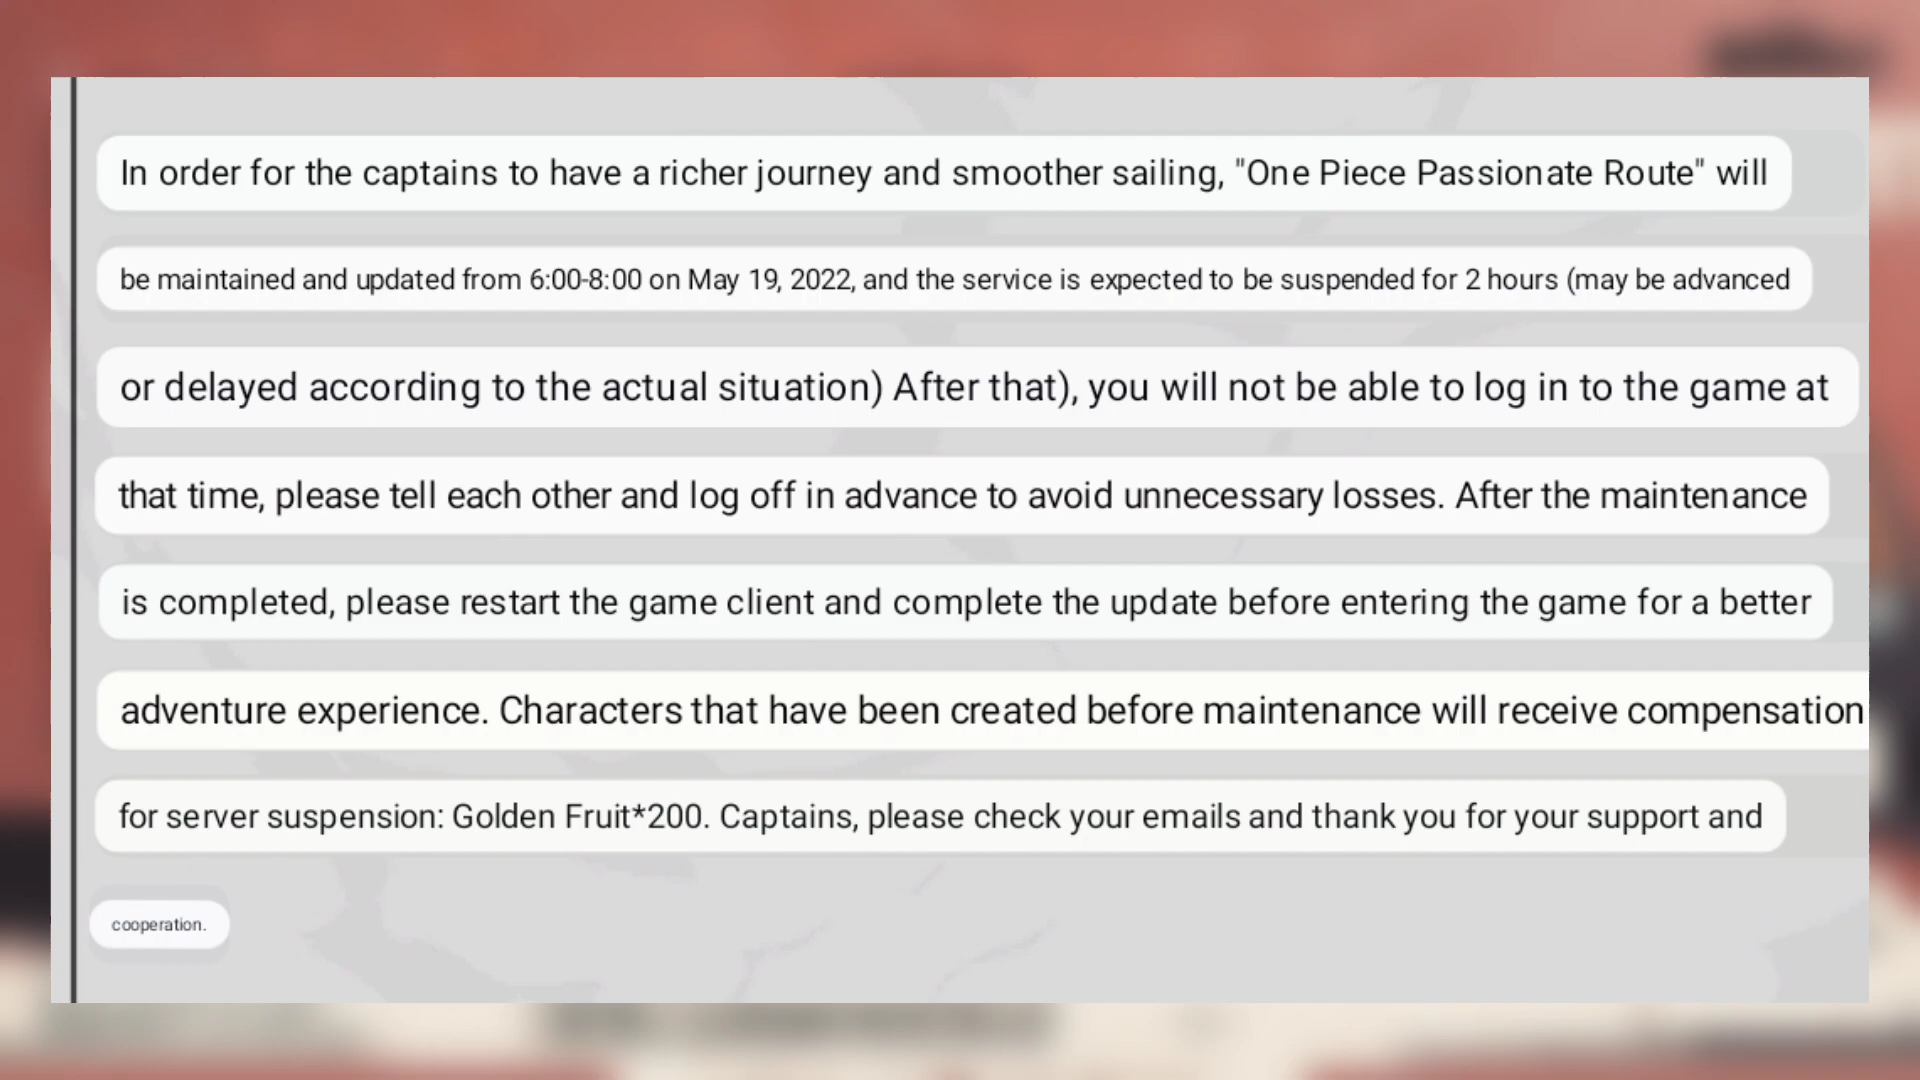 In order for the captains to have a richer journey and smoother sailing, "One Piece Passionate Route" will
be maintained and updated from 6:00-8:00 on May 19, 2022, and the service is expected to be suspended for 2 hours (may be advanced
or delayed according to the actual situation) After that), you will not be able to log in to the game at
that time, please tell each other and log off in advance to avoid unnecessary losses. After the maintenance
is completed, please restart the game client and complete the update before entering the game for a better
adventure experience. Characters that have been created before maintenance will receive compensation
for server suspension: Golden Fruit*200. Captains, please check your emails and thank you for your support and
cooperation.